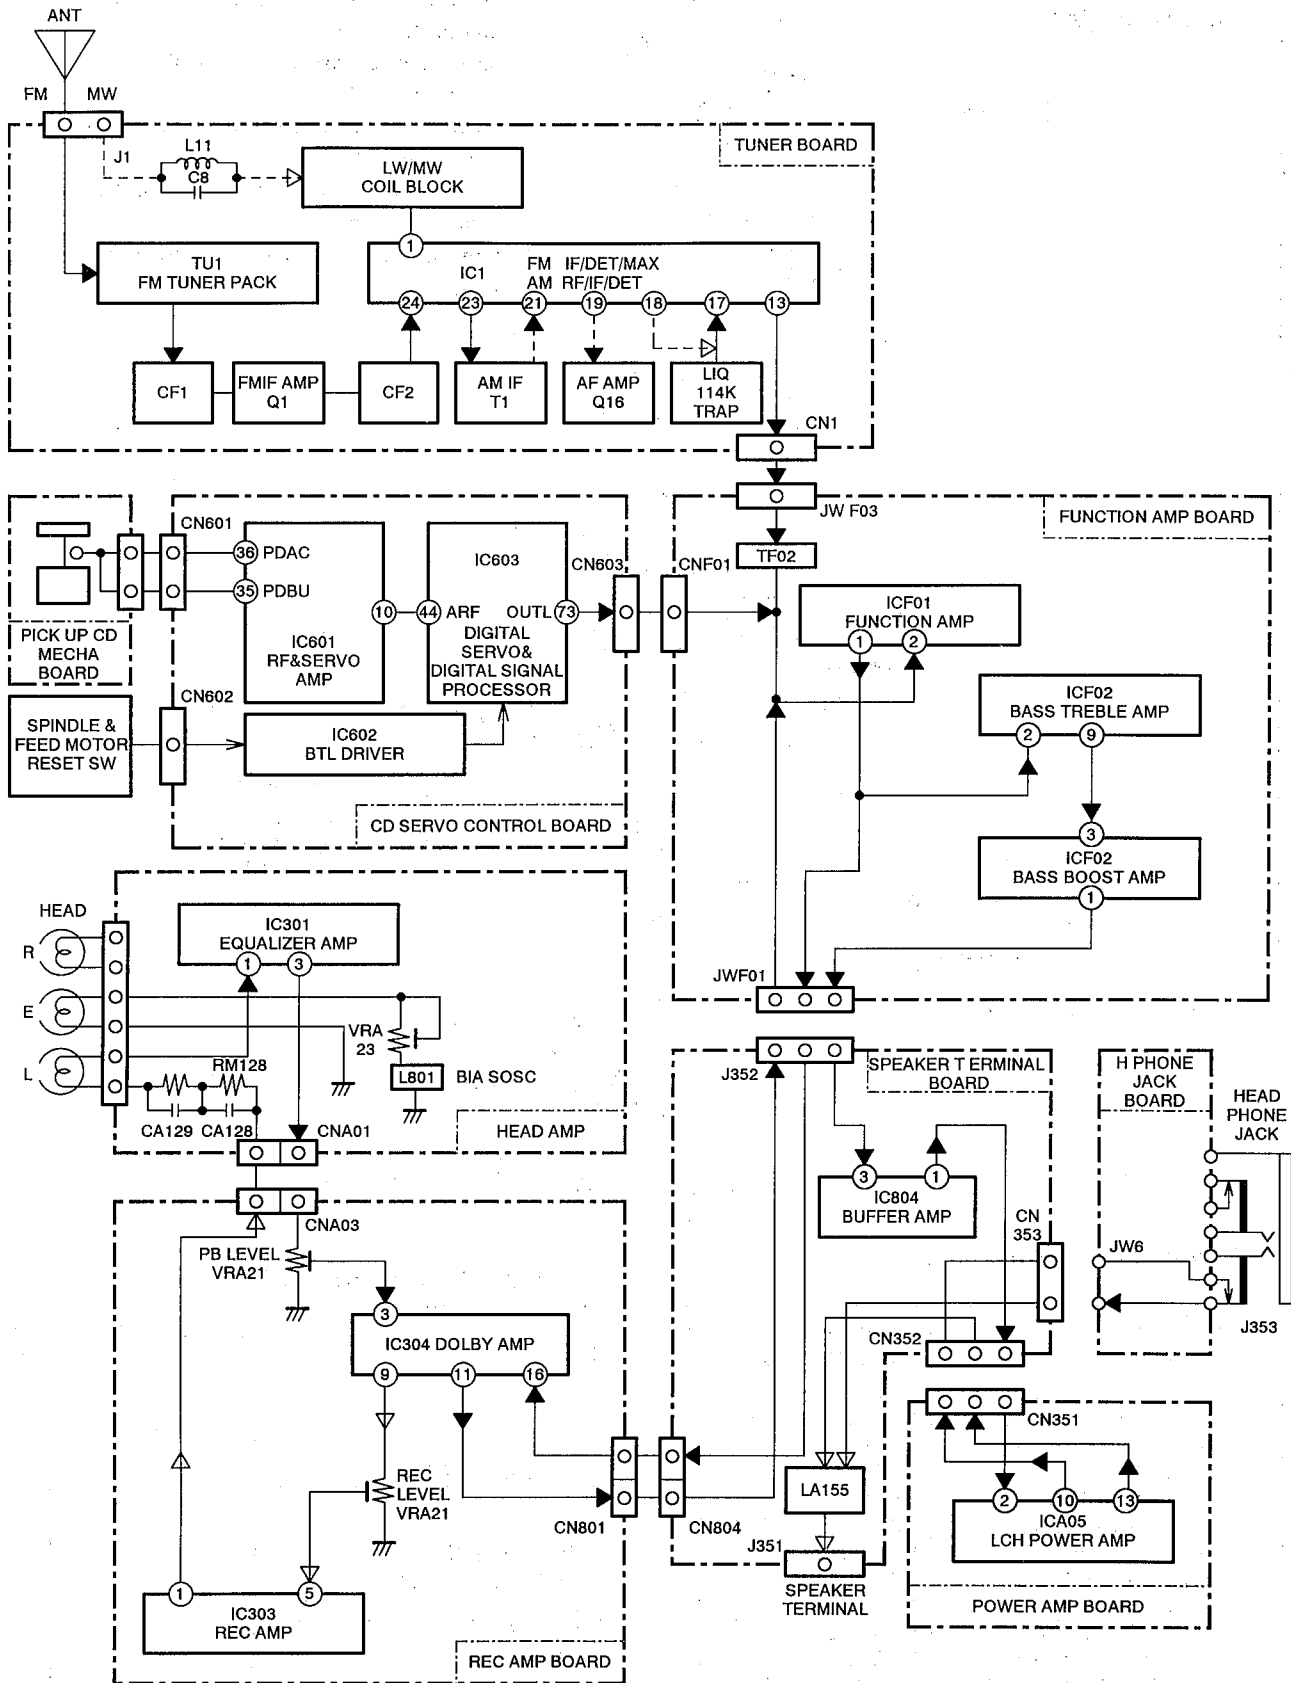 ANT
FM MW
TUNER BOARD
J1
L11
C8
LW/MW
COIL BLOCK
1
TU1
FM TUNER PACK
IC1
FM IF/DET/MAX
AM RF/IF/DET
24 23 21 19 18 17 13
CF1
FMIF AMP
Q1
CF2
AM IF
T1
AF AMP
Q16
LIQ
114K
TRAP
CN1
JW F03
FUNCTION AMP BOARD
TF02
CN601
36 PDAC
35 PDBU
10
IC601
RF&SERVO
AMP
IC603
44 ARF OUTL 73
DIGITAL
SERVO&
DIGITAL SIGNAL
PROCESSOR
CN603
CNF01
PICK UP CD
MECHA
BOARD
CN602
SPINDLE &
FEED MOTOR
RESET SW
IC602
BTL DRIVER
CD SERVO CONTROL BOARD
ICF01
FUNCTION AMP
1 2
ICF02
BASS TREBLE AMP
2 9
3
ICF02
BASS BOOST AMP
1
JWF01
HEAD
R
E
L
IC301
EQUALIZER AMP
1 3
VRA
23
L801
BIA SOSC
RM128
CA129 CA128
CNA01
HEAD AMP
CNA03
PB LEVEL
VRA21
3
IC304 DOLBY AMP
9 11 16
REC
LEVEL
VRA21
CN801
1 5
IC303
REC AMP
REC AMP BOARD
J352
SPEAKER T ERMINAL
BOARD
3 1
IC804
BUFFER AMP
CN
353
CN352
LA155
CN804
J351
SPEAKER
TERMINAL
H PHONE
JACK
BOARD
HEAD
PHONE
JACK
JW6
J353
CN351
2 10 13
ICA05
LCH POWER AMP
POWER AMP BOARD